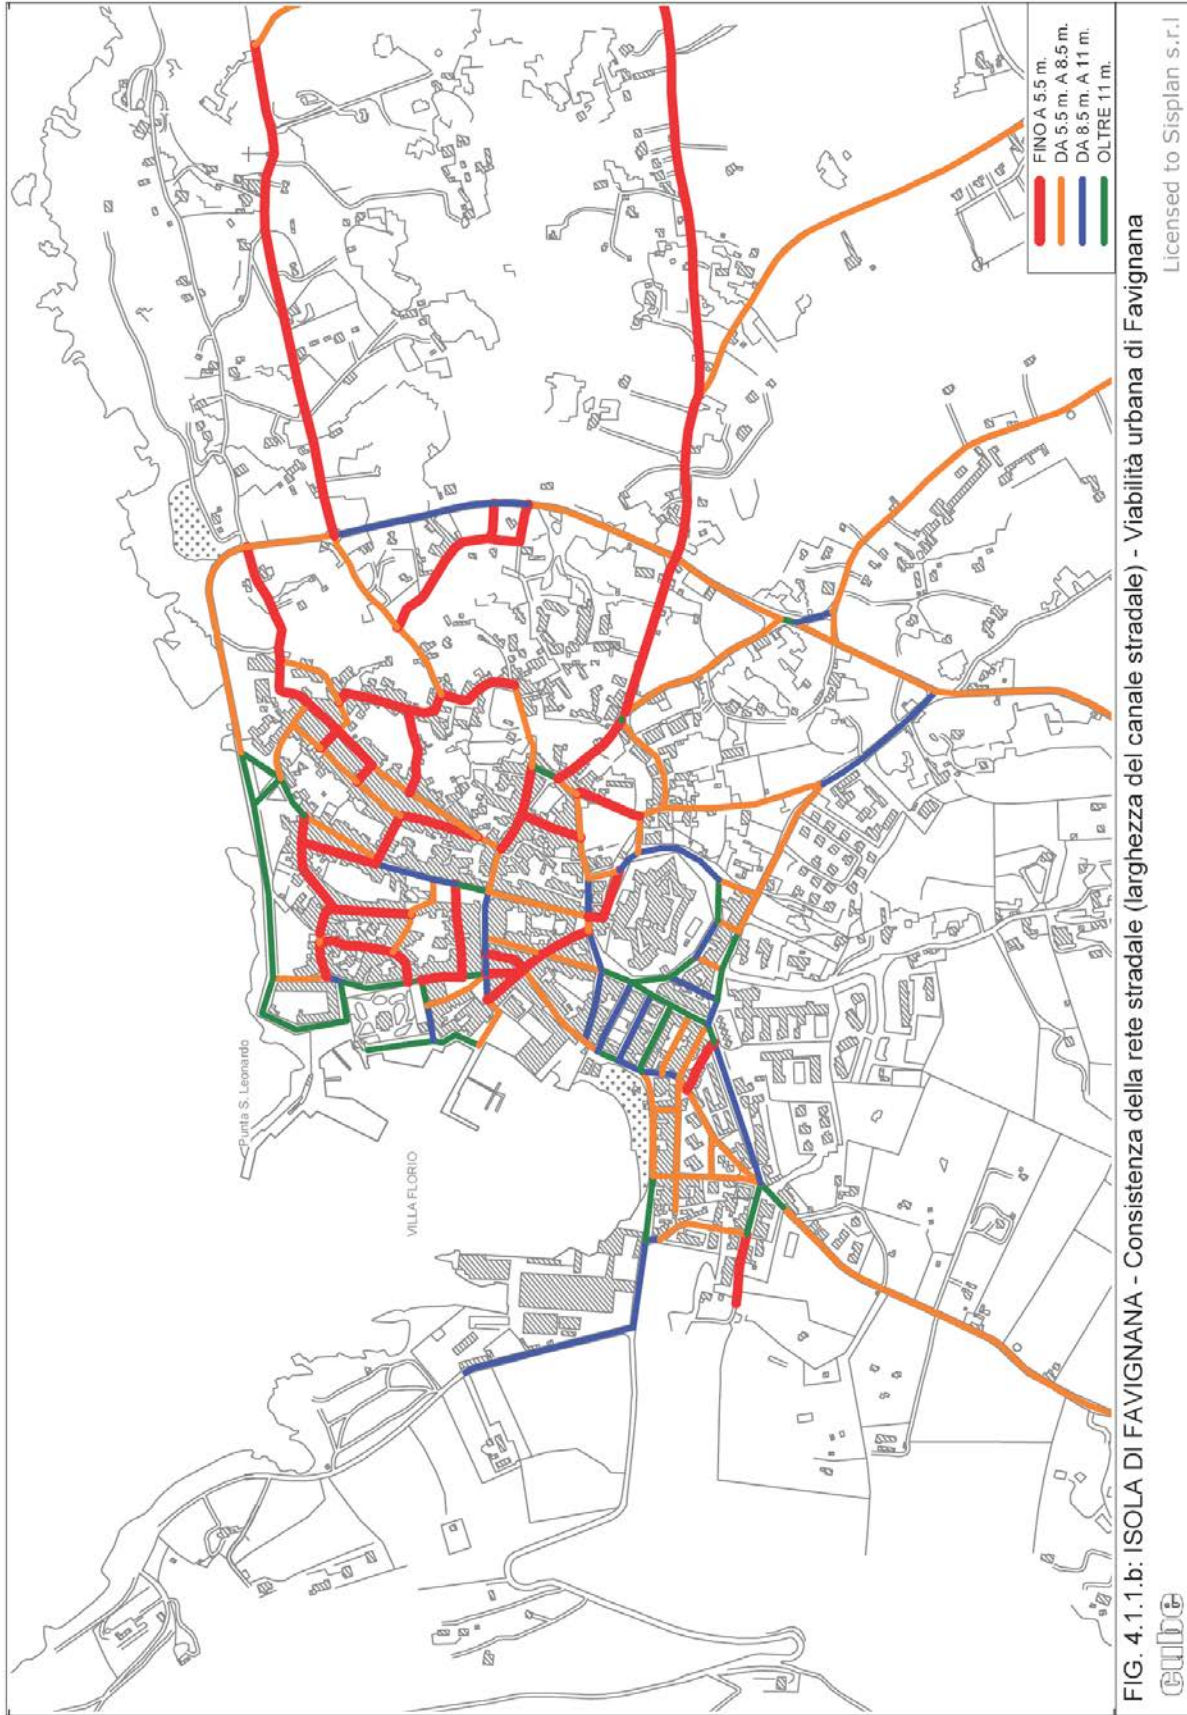 Punta S. Leonardo
VILLA FLORIO
FINO A 5.5 m.
DA 5.5 m. A 8.5 m.
DA 8.5 m. A 11 m.
OLTRE 11 m.
FIG. 4.1.1.b: ISOLA DI FAVIGNANA - Consistenza della rete stradale (larghezza del canale stradale) - Viabilità urbana di Favignana
cube
Licensed to Sisplan s.r.l